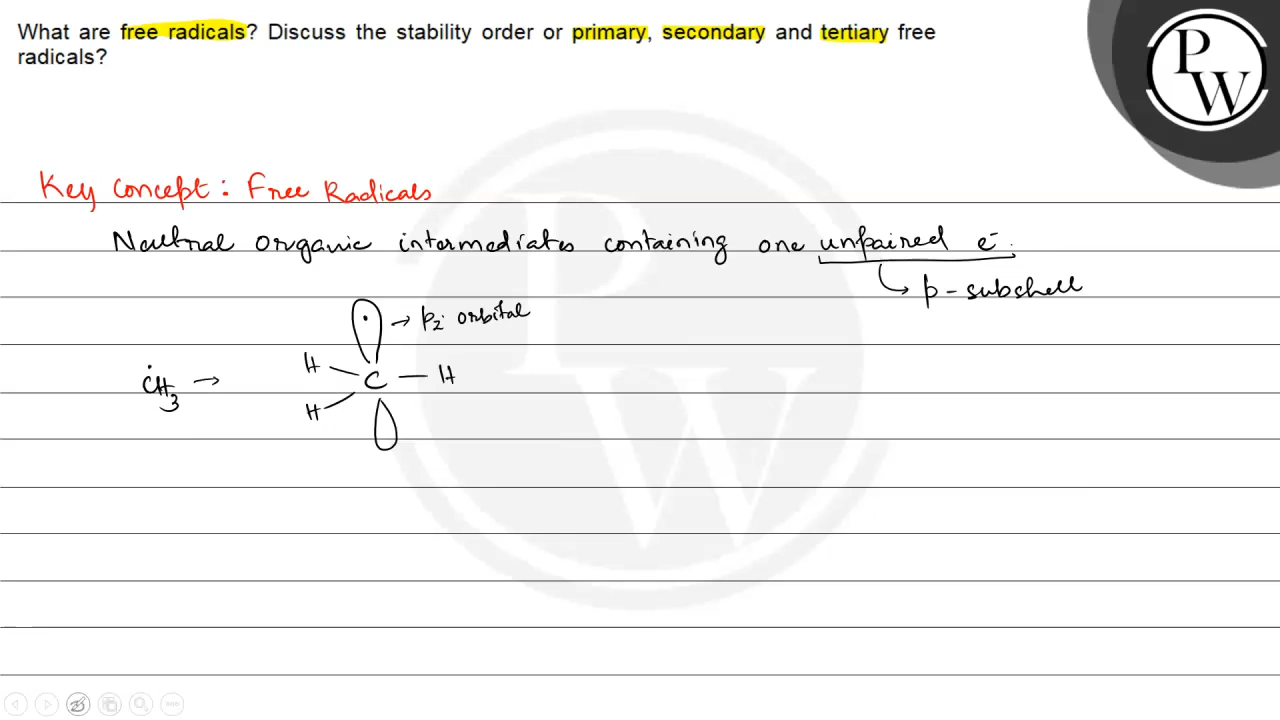 What are free radicals? Discuss the stability order or primary, secondary and tertiary free
radicals?
P
W
Key Concept : Free Radicals
Neutral organic intermediates containing one unpaired e⁻.
→ p - subshell
→ pz orbital
H
ĊH3 →
C — H
H